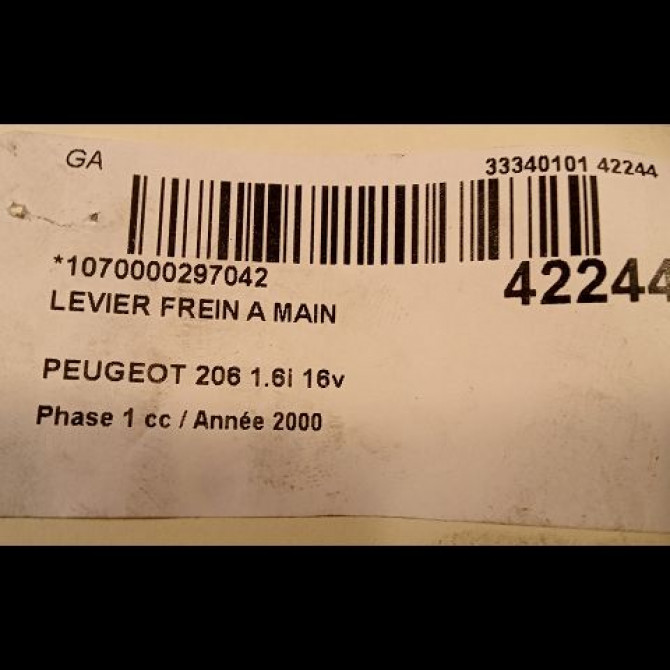 GA 33340101 42244
*1070000297042 42244
LEVIER FREIN A MAIN
PEUGEOT 206 1.6i 16v
Phase 1 cc / Année 2000